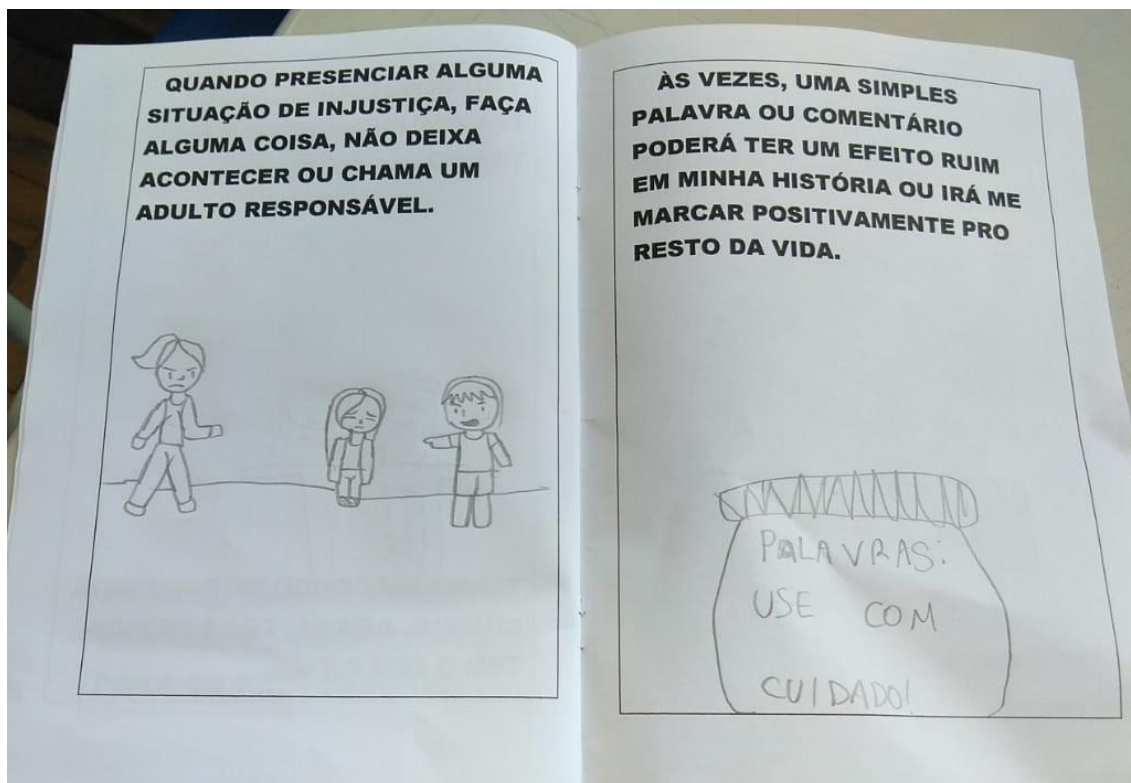 QUANDO PRESENCIAR ALGUMA
SITUAÇÃO DE INJUSTIÇA, FAÇA
ALGUMA COISA, NÃO DEIXA
ACONTECER OU CHAMA UM
ADULTO RESPONSÁVEL.
ÀS VEZES, UMA SIMPLES
PALAVRA OU COMENTÁRIO
PODERÁ TER UM EFEITO RUIM
EM MINHA HISTÓRIA OU IRÁ ME
MARCAR POSITIVAMENTE PRO
RESTO DA VIDA.
PALAVRAS:
USE COM
CUIDADO!